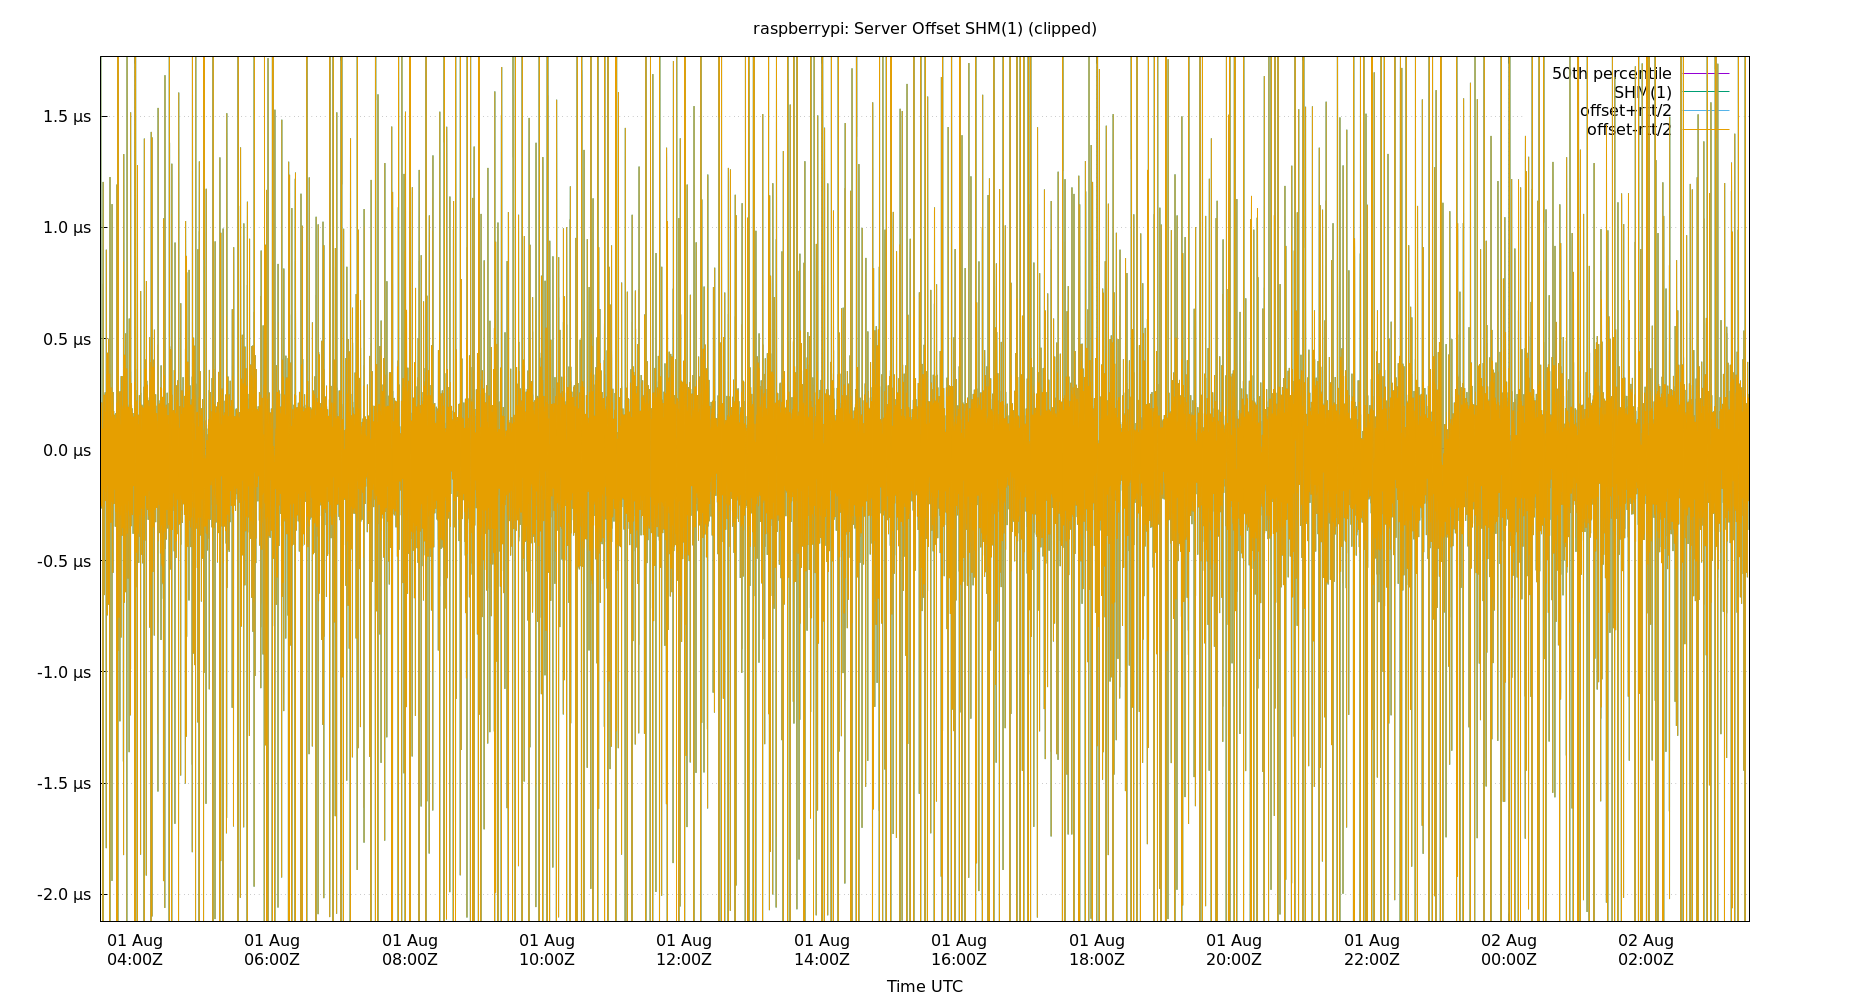 raspberrypi: Server Offset SHM(1) (clipped)
50th percentile
SHM(1)
offset+rtt/2
offset-rtt/2
1.5 µs
1.0 µs
0.5 µs
0.0 µs
-0.5 µs
-1.0 µs
-1.5 µs
-2.0 µs
01 Aug 01 Aug 01 Aug 01 Aug 01 Aug 01 Aug 01 Aug 01 Aug 01 Aug 01 Aug 02 Aug 02 Aug
04:00Z 06:00Z 08:00Z 10:00Z 12:00Z 14:00Z 16:00Z 18:00Z 20:00Z 22:00Z 00:00Z 02:00Z
Time UTC